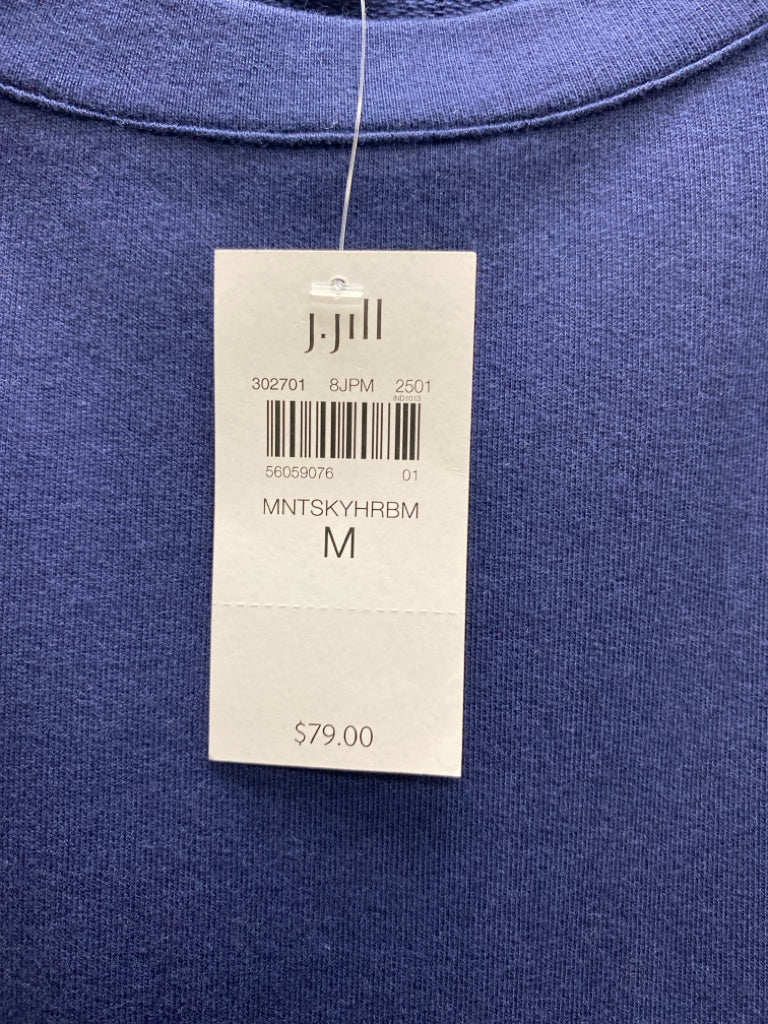 J.Jill
302701 8JPM 2501
IND1013
56059076 01
MNTSKYHRBM
M
$79.00